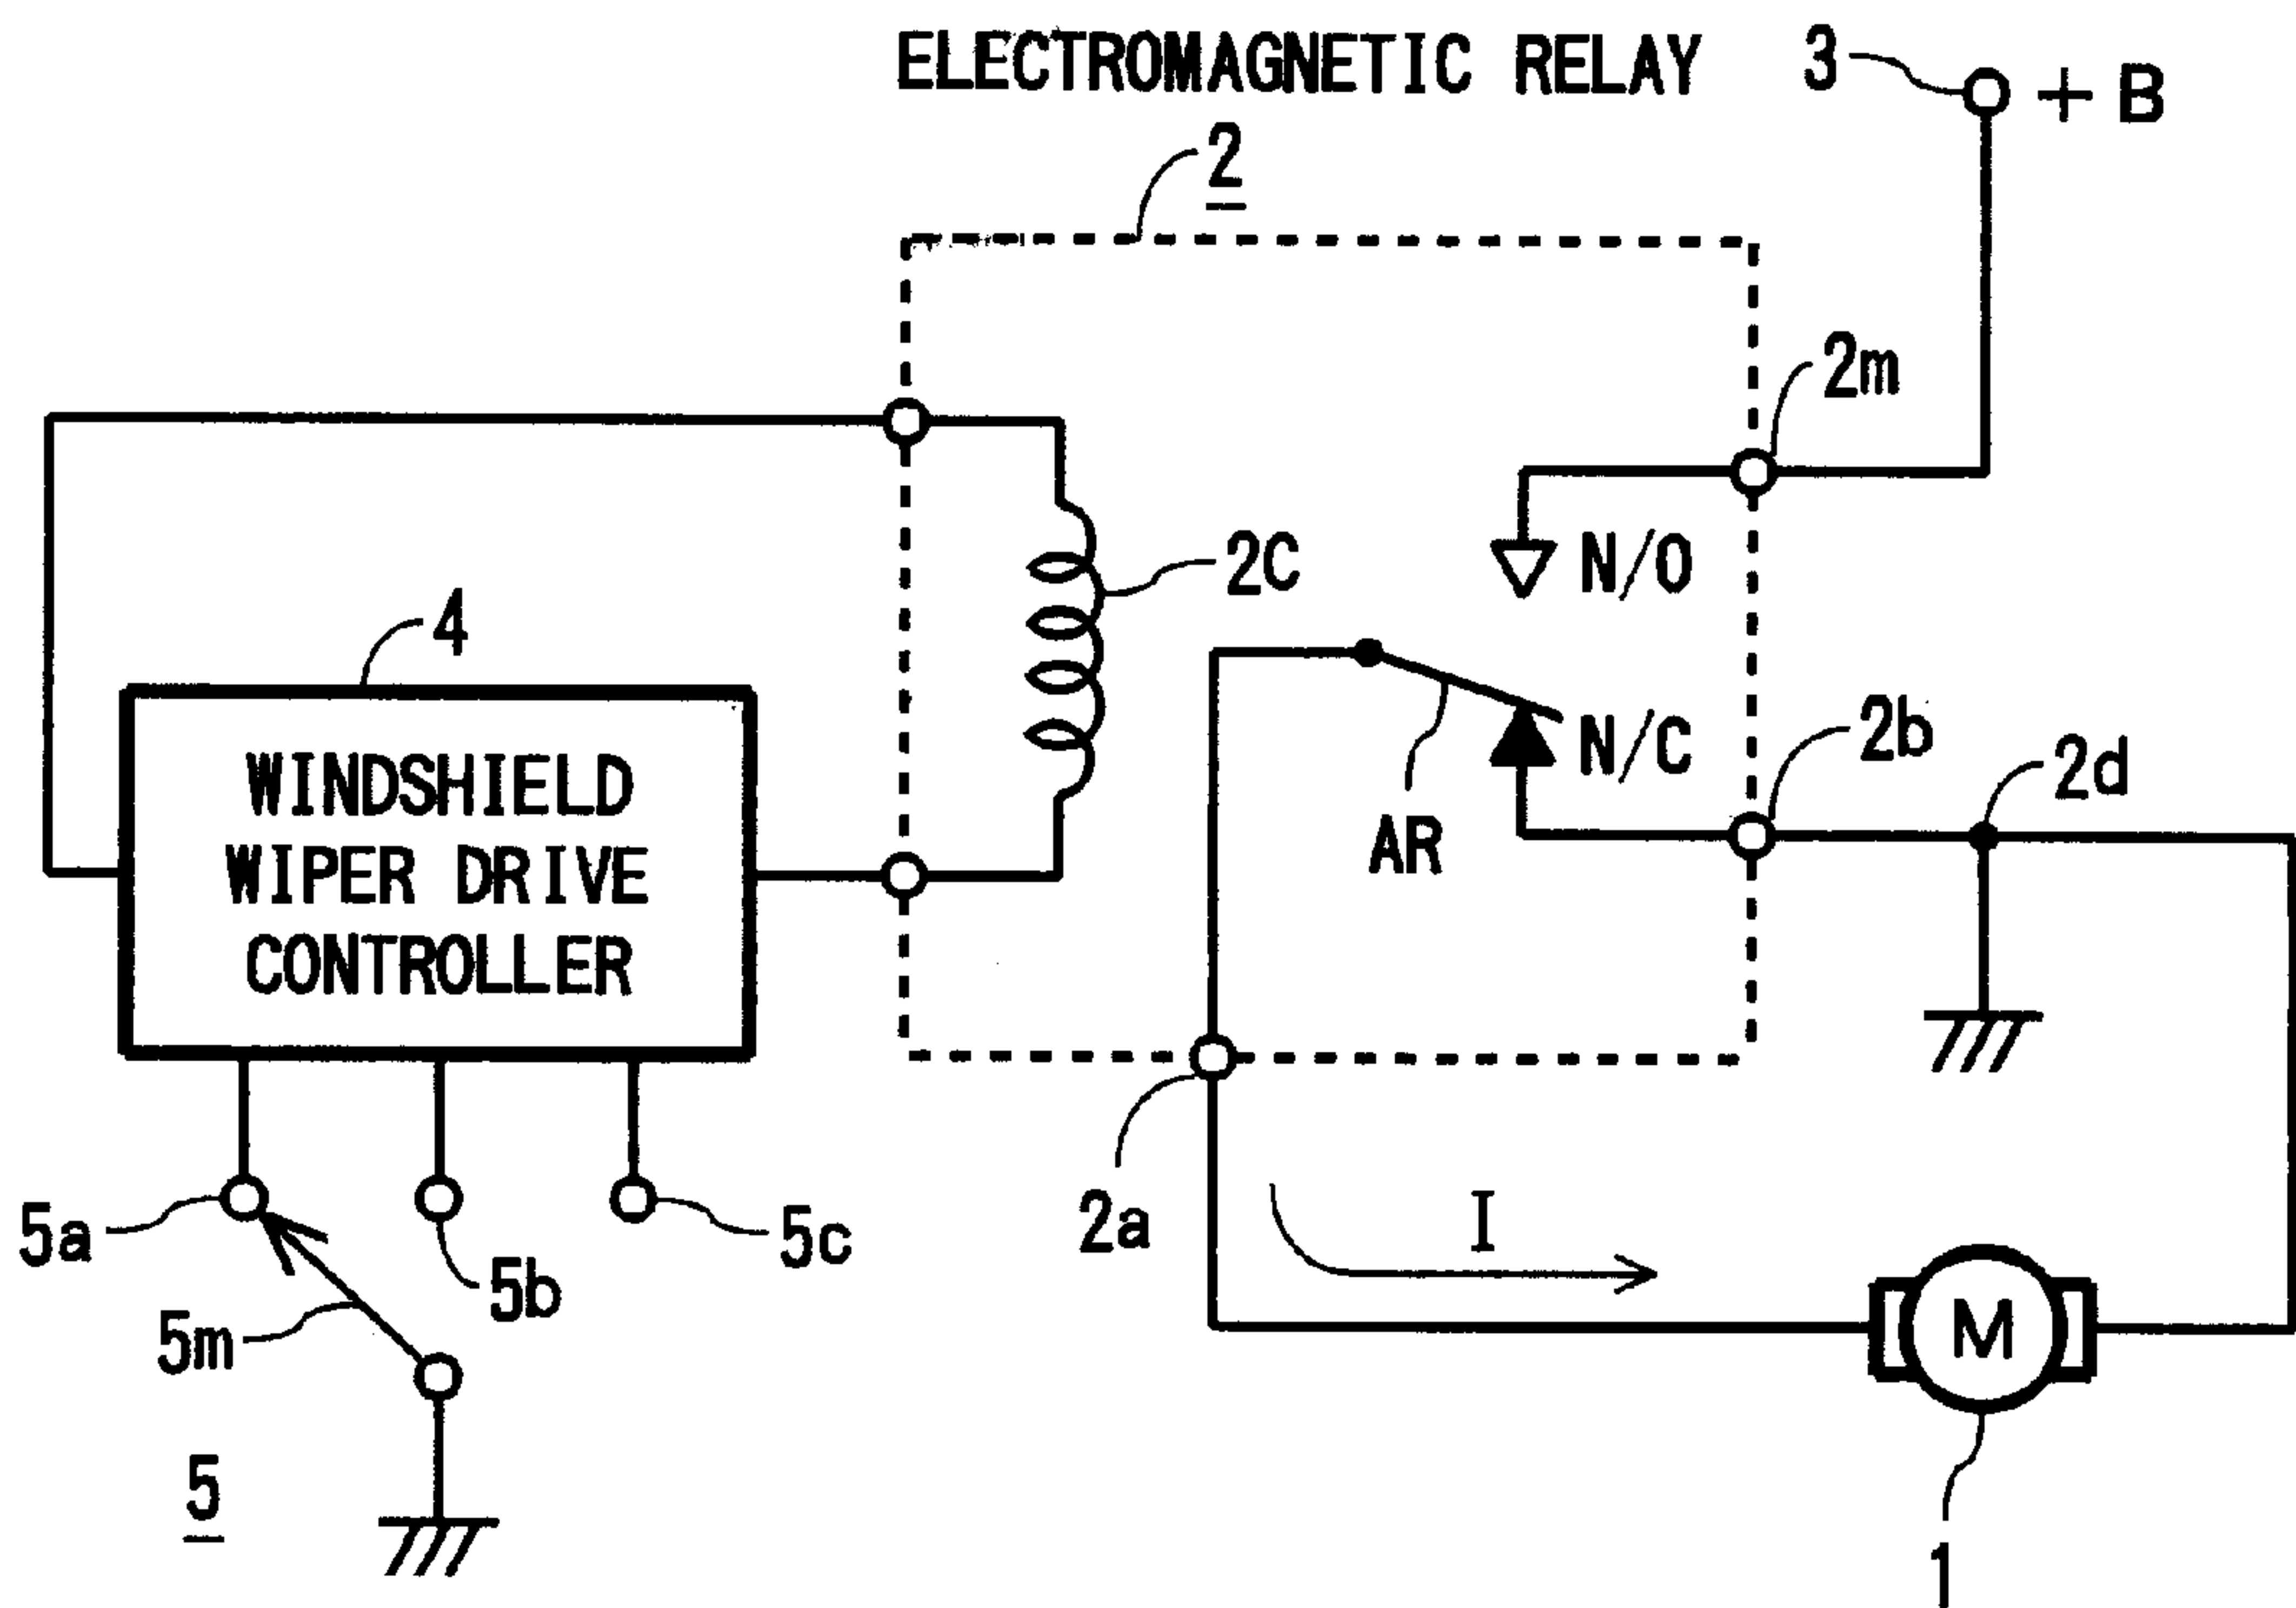 ELECTROMAGNETIC RELAY
3
+ B
2
2m
2C
N/O
4
WINDSHIELD
WIPER DRIVE
CONTROLLER
N/C
2b
2d
AR
5a
5b
5c
5m
2a
I
M
5
1